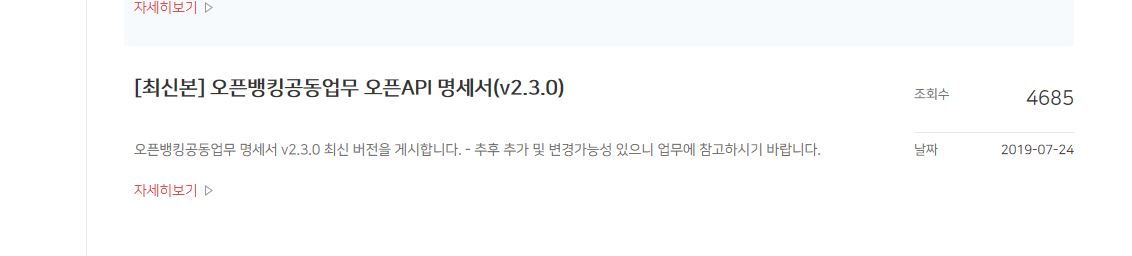 자세히보기 ▷
[최신본] 오픈뱅킹공동업무 오픈API 명세서(v2.3.0)
조회수 4685
오픈뱅킹공동업무 명세서 v2.3.0 최신 버전을 게시합니다. - 추후 추가 및 변경가능성 있으니 업무에 참고하시기 바랍니다.
날짜 2019-07-24
자세히보기 ▷